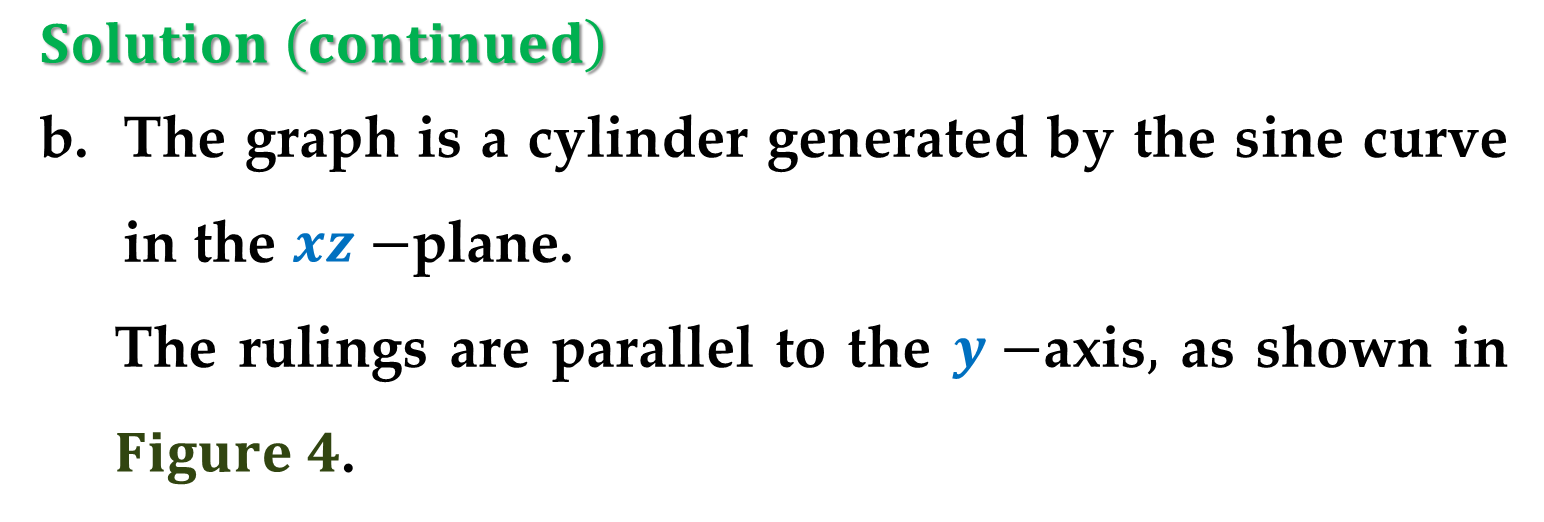 Solution (continued)
b. The graph is a cylinder generated by the sine curve
in the xz −plane.
The rulings are parallel to the y −axis, as shown in
Figure 4.